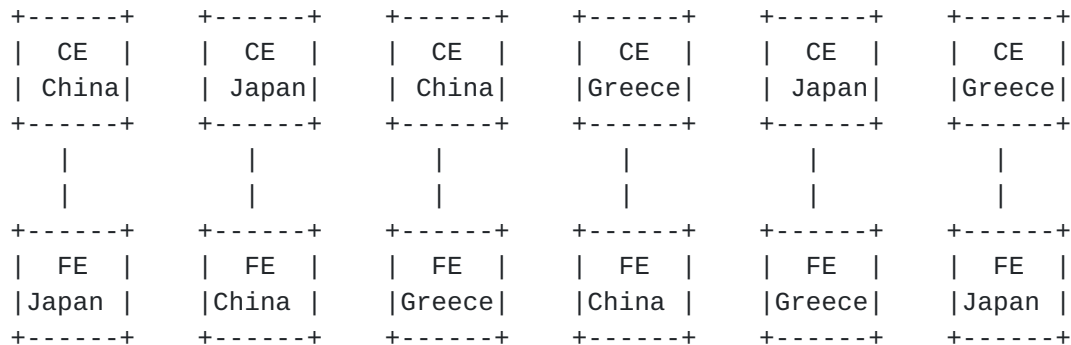 +------+    +------+    +------+    +------+    +------+    +------+
|  CE  |    |  CE  |    |  CE  |    |  CE  |    |  CE  |    |  CE  |
| China|    | Japan|    | China|    |Greece|    | Japan|    |Greece|
+------+    +------+    +------+    +------+    +------+    +------+
   |           |           |           |           |           |
   |           |           |           |           |           |
+------+    +------+    +------+    +------+    +------+    +------+
|  FE  |    |  FE  |    |  FE  |    |  FE  |    |  FE  |    |  FE  |
|Japan |    |China |    |Greece|    |China |    |Greece|    |Japan |
+------+    +------+    +------+    +------+    +------+    +------+